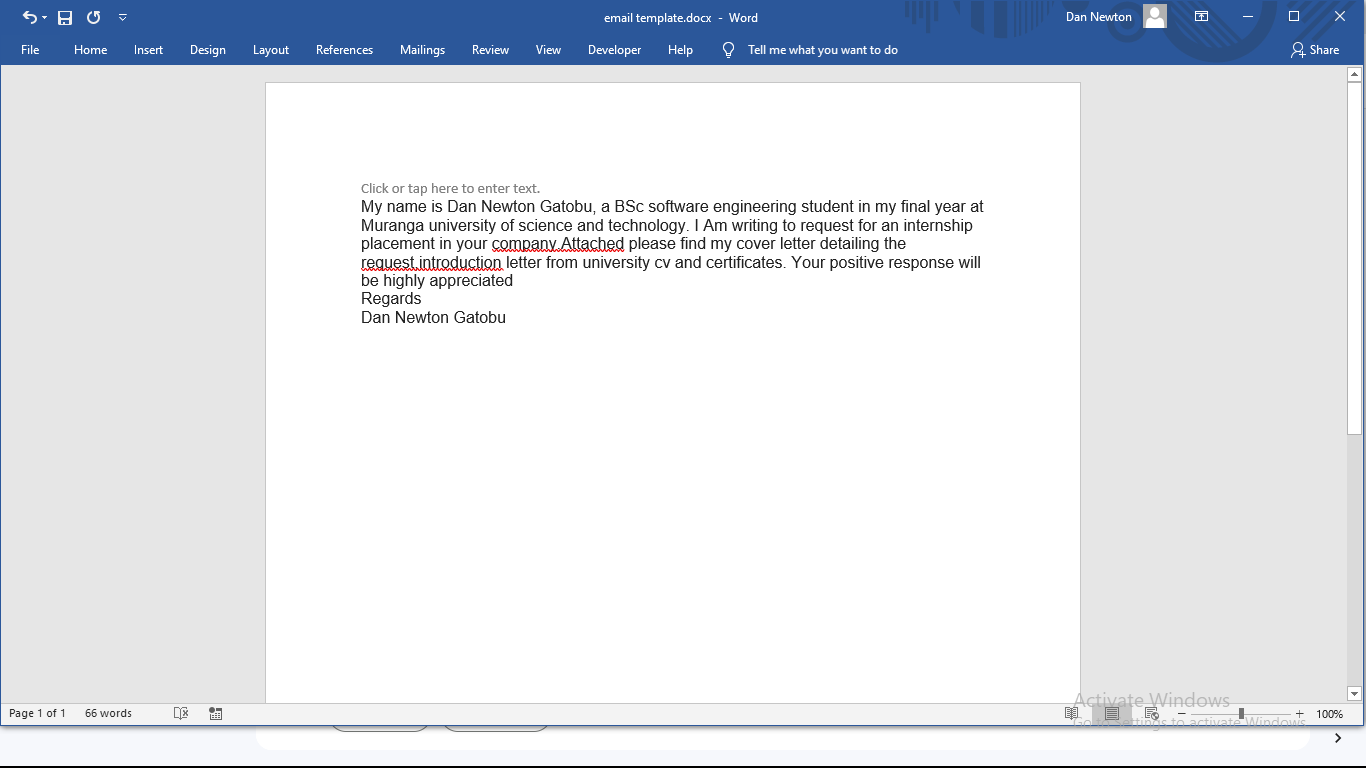 email template.docx - Word
Dan Newton
File Home Insert Design Layout References Mailings Review View Developer Help Tell me what you want to do Share
Click or tap here to enter text.
My name is Dan Newton Gatobu, a BSc software engineering student in my final year at
Muranga university of science and technology. I Am writing to request for an internship
placement in your company.Attached please find my cover letter detailing the
request,introduction letter from university cv and certificates. Your positive response will
be highly appreciated
Regards
Dan Newton Gatobu
Activate Windows
Go to Settings to activate Windows.
Page 1 of 1 66 words 100%